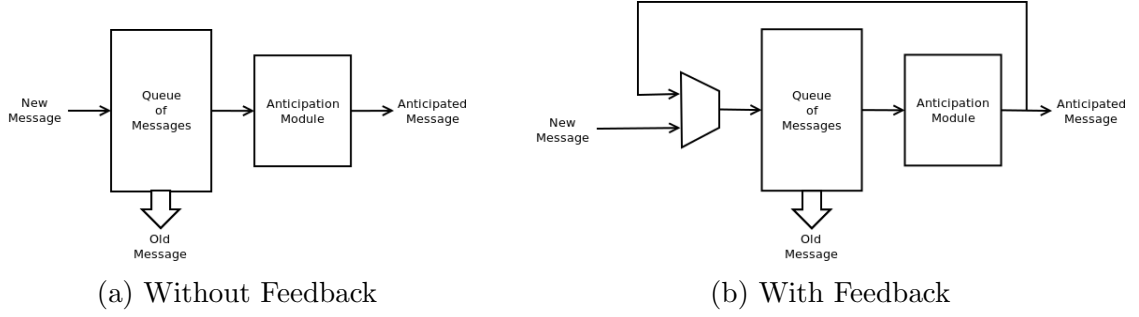 New
Message
Queue
of
Messages
Anticipation
Module
Anticipated
Message
Old
Message
(a) Without Feedback
New
Message
Queue
of
Messages
Anticipation
Module
Anticipated
Message
Old
Message
(b) With Feedback